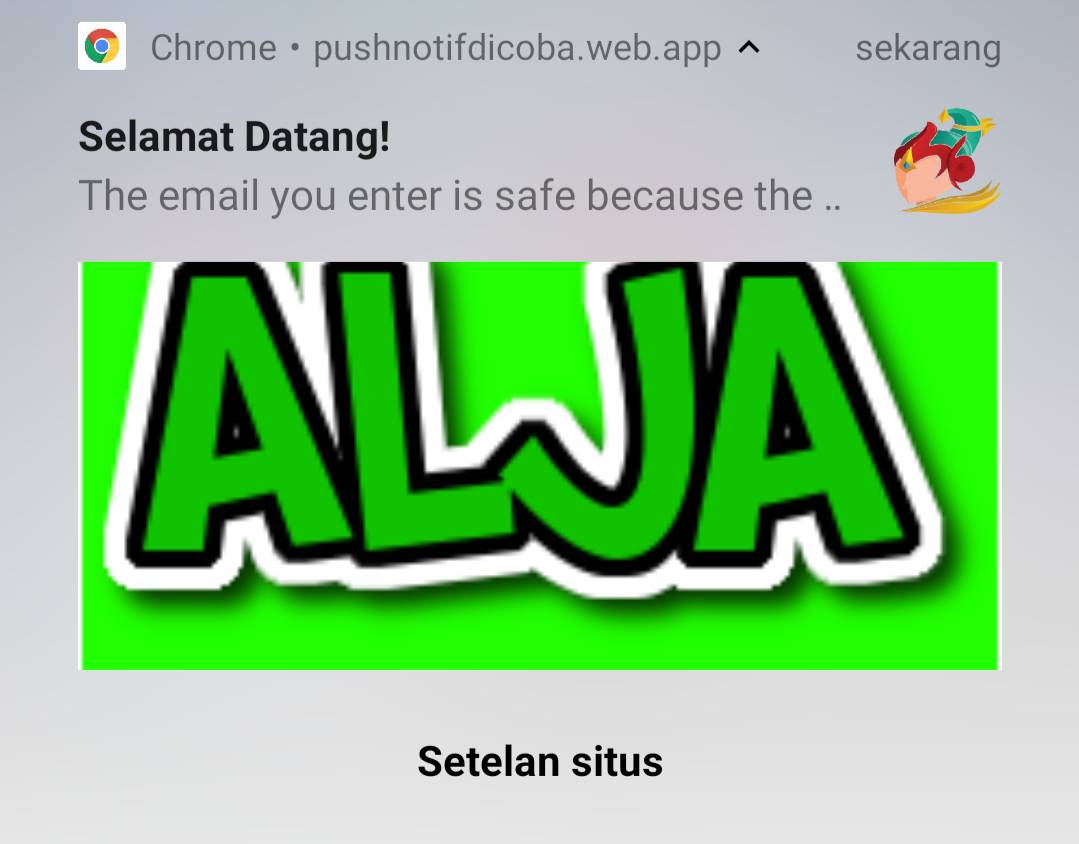 Chrome • pushnotifdicoba.web.app sekarang
Selamat Datang!
The email you enter is safe because the ..
ALJA
Setelan situs